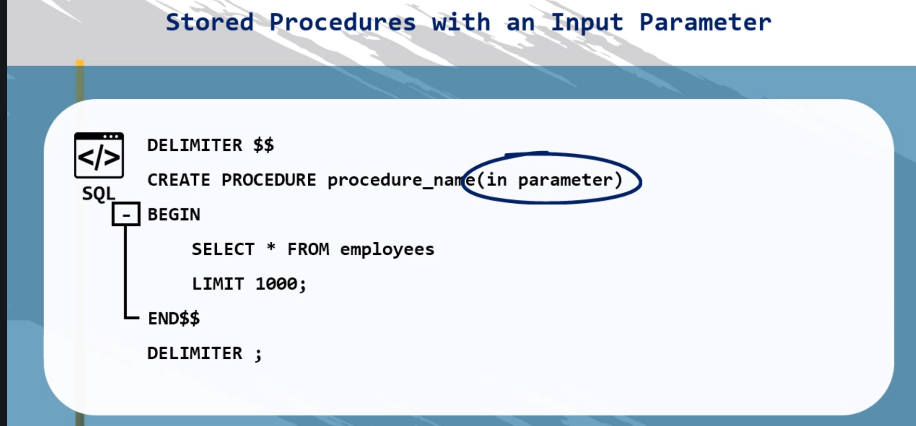 Stored Procedures with an Input Parameter
</>
SQL
DELIMITER $$
CREATE PROCEDURE procedure_name(in parameter)
BEGIN
SELECT * FROM employees
LIMIT 1000;
END$$
DELIMITER ;